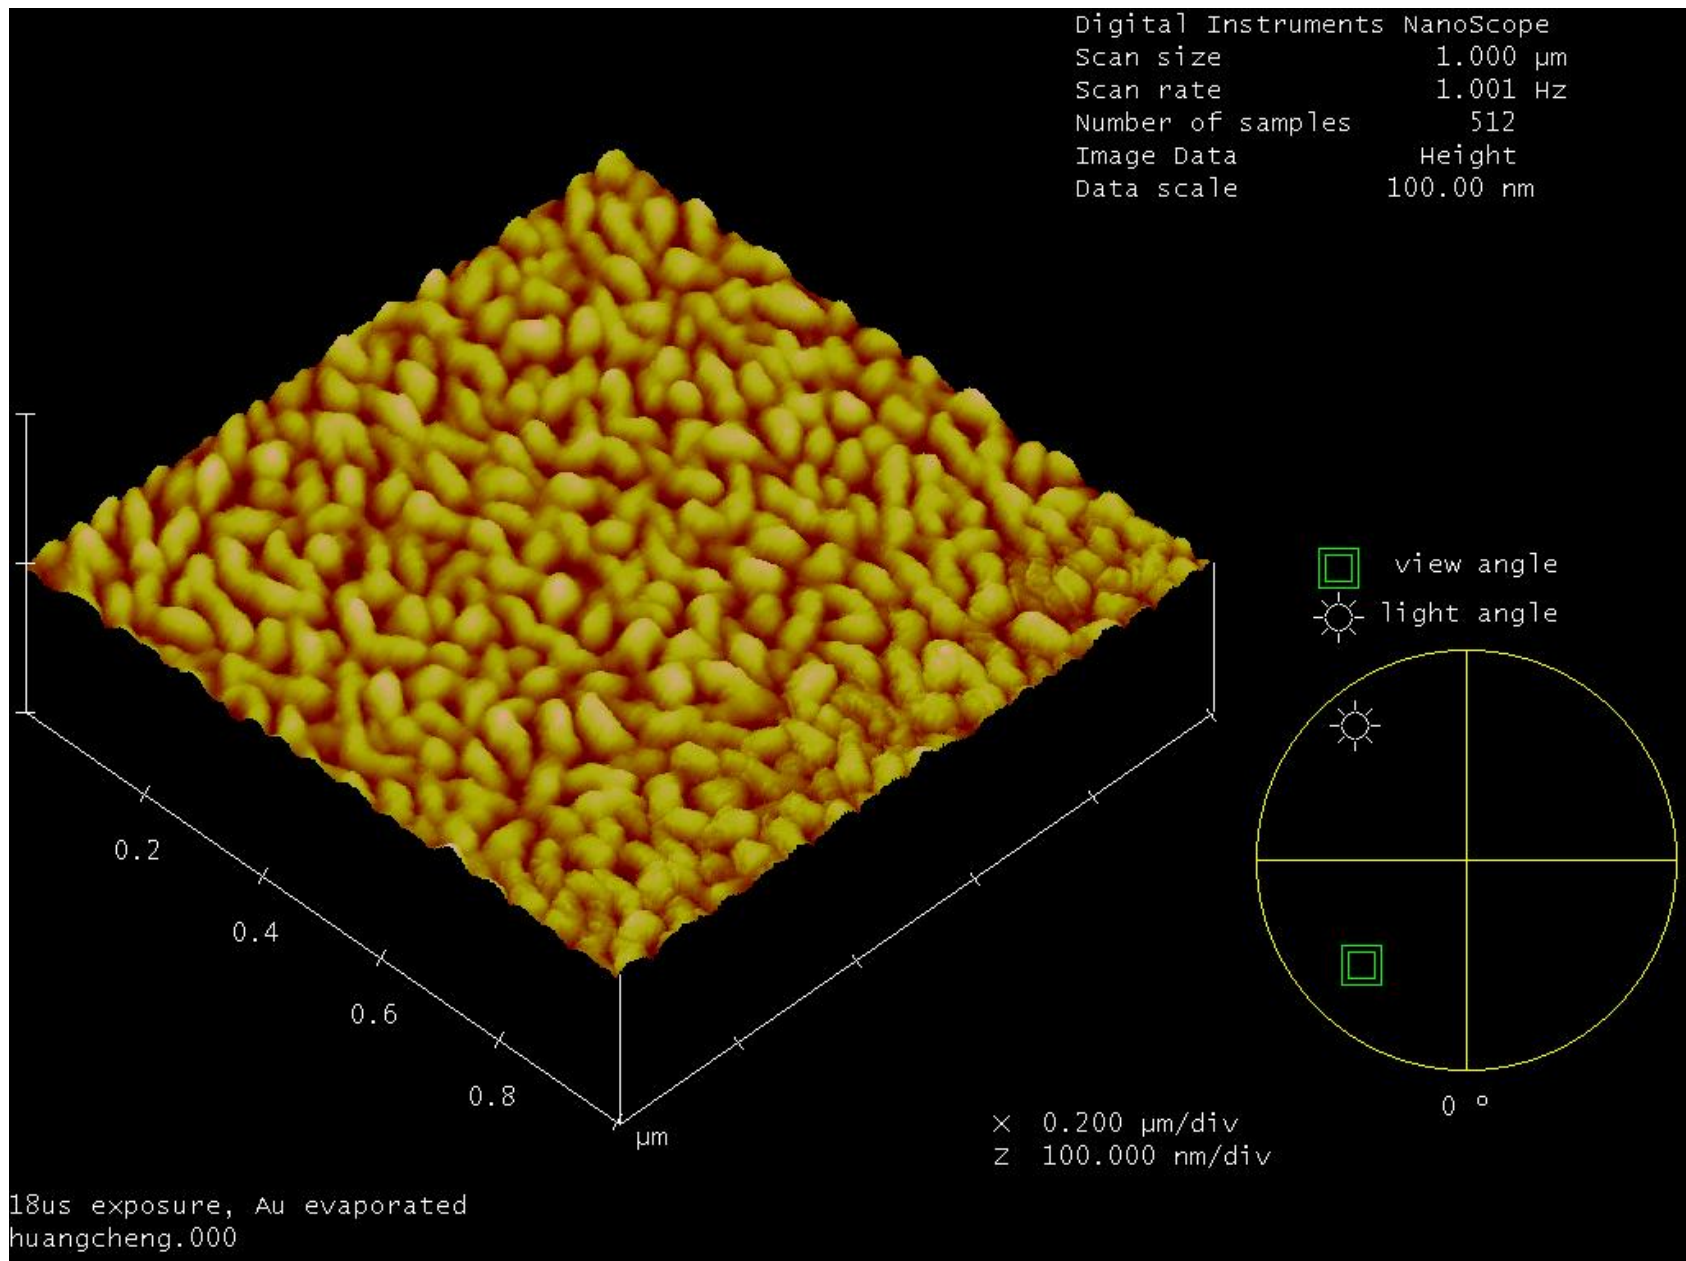 Digital Instruments NanoScope
Scan size 1.000 µm
Scan rate 1.001 Hz
Number of samples 512
Image Data Height
Data scale 100.00 nm
view angle
light angle
0.2
0.4
0.6
0.8
µm
0 º
X 0.200 µm/div
Z 100.000 nm/div
18us exposure, Au evaporated
huangcheng.000